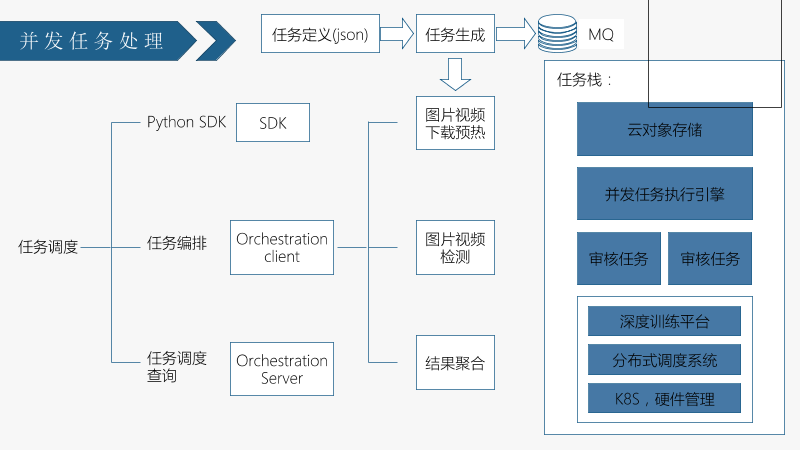 并发任务处理
任务定义(json)
任务生成
MQ
任务栈：
图片视频
下载预热
Python SDK
SDK
云对象存储
并发任务执行引擎
任务调度
任务编排
Orchestration
client
图片视频
检测
审核任务
审核任务
深度训练平台
任务调度
查询
Orchestration
Server
结果聚合
分布式调度系统
K8S，硬件管理